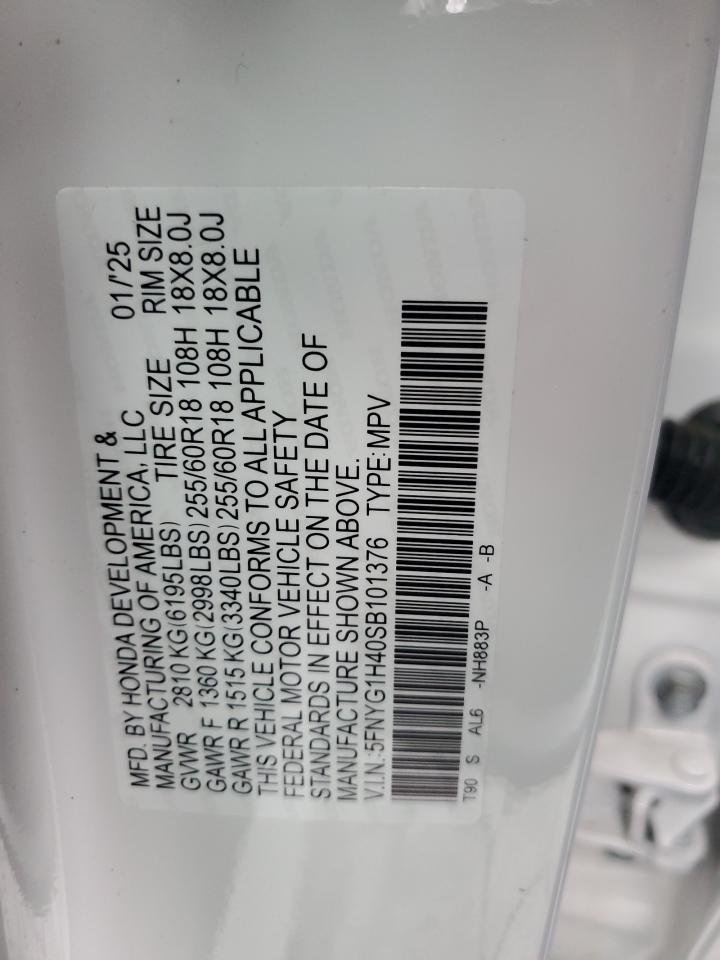 MFD. BY HONDA DEVELOPMENT & 01/'25
MANUFACTURING OF AMERICA, LLC
GVWR 2810 KG(6195LBS) TIRE SIZE RIM SIZE
GAWR F 1360 KG(2998LBS) 255/60R18 108H 18X8.0J
GAWR R 1515 KG(3340LBS) 255/60R18 108H 18X8.0J
THIS VEHICLE CONFORMS TO ALL APPLICABLE
FEDERAL MOTOR VEHICLE SAFETY
STANDARDS IN EFFECT ON THE DATE OF
MANUFACTURE SHOWN ABOVE.
V.I.N.:5FNYG1H40SB101376 TYPE:MPV
T90 S AL6 -NH883P -A -B
HONDA